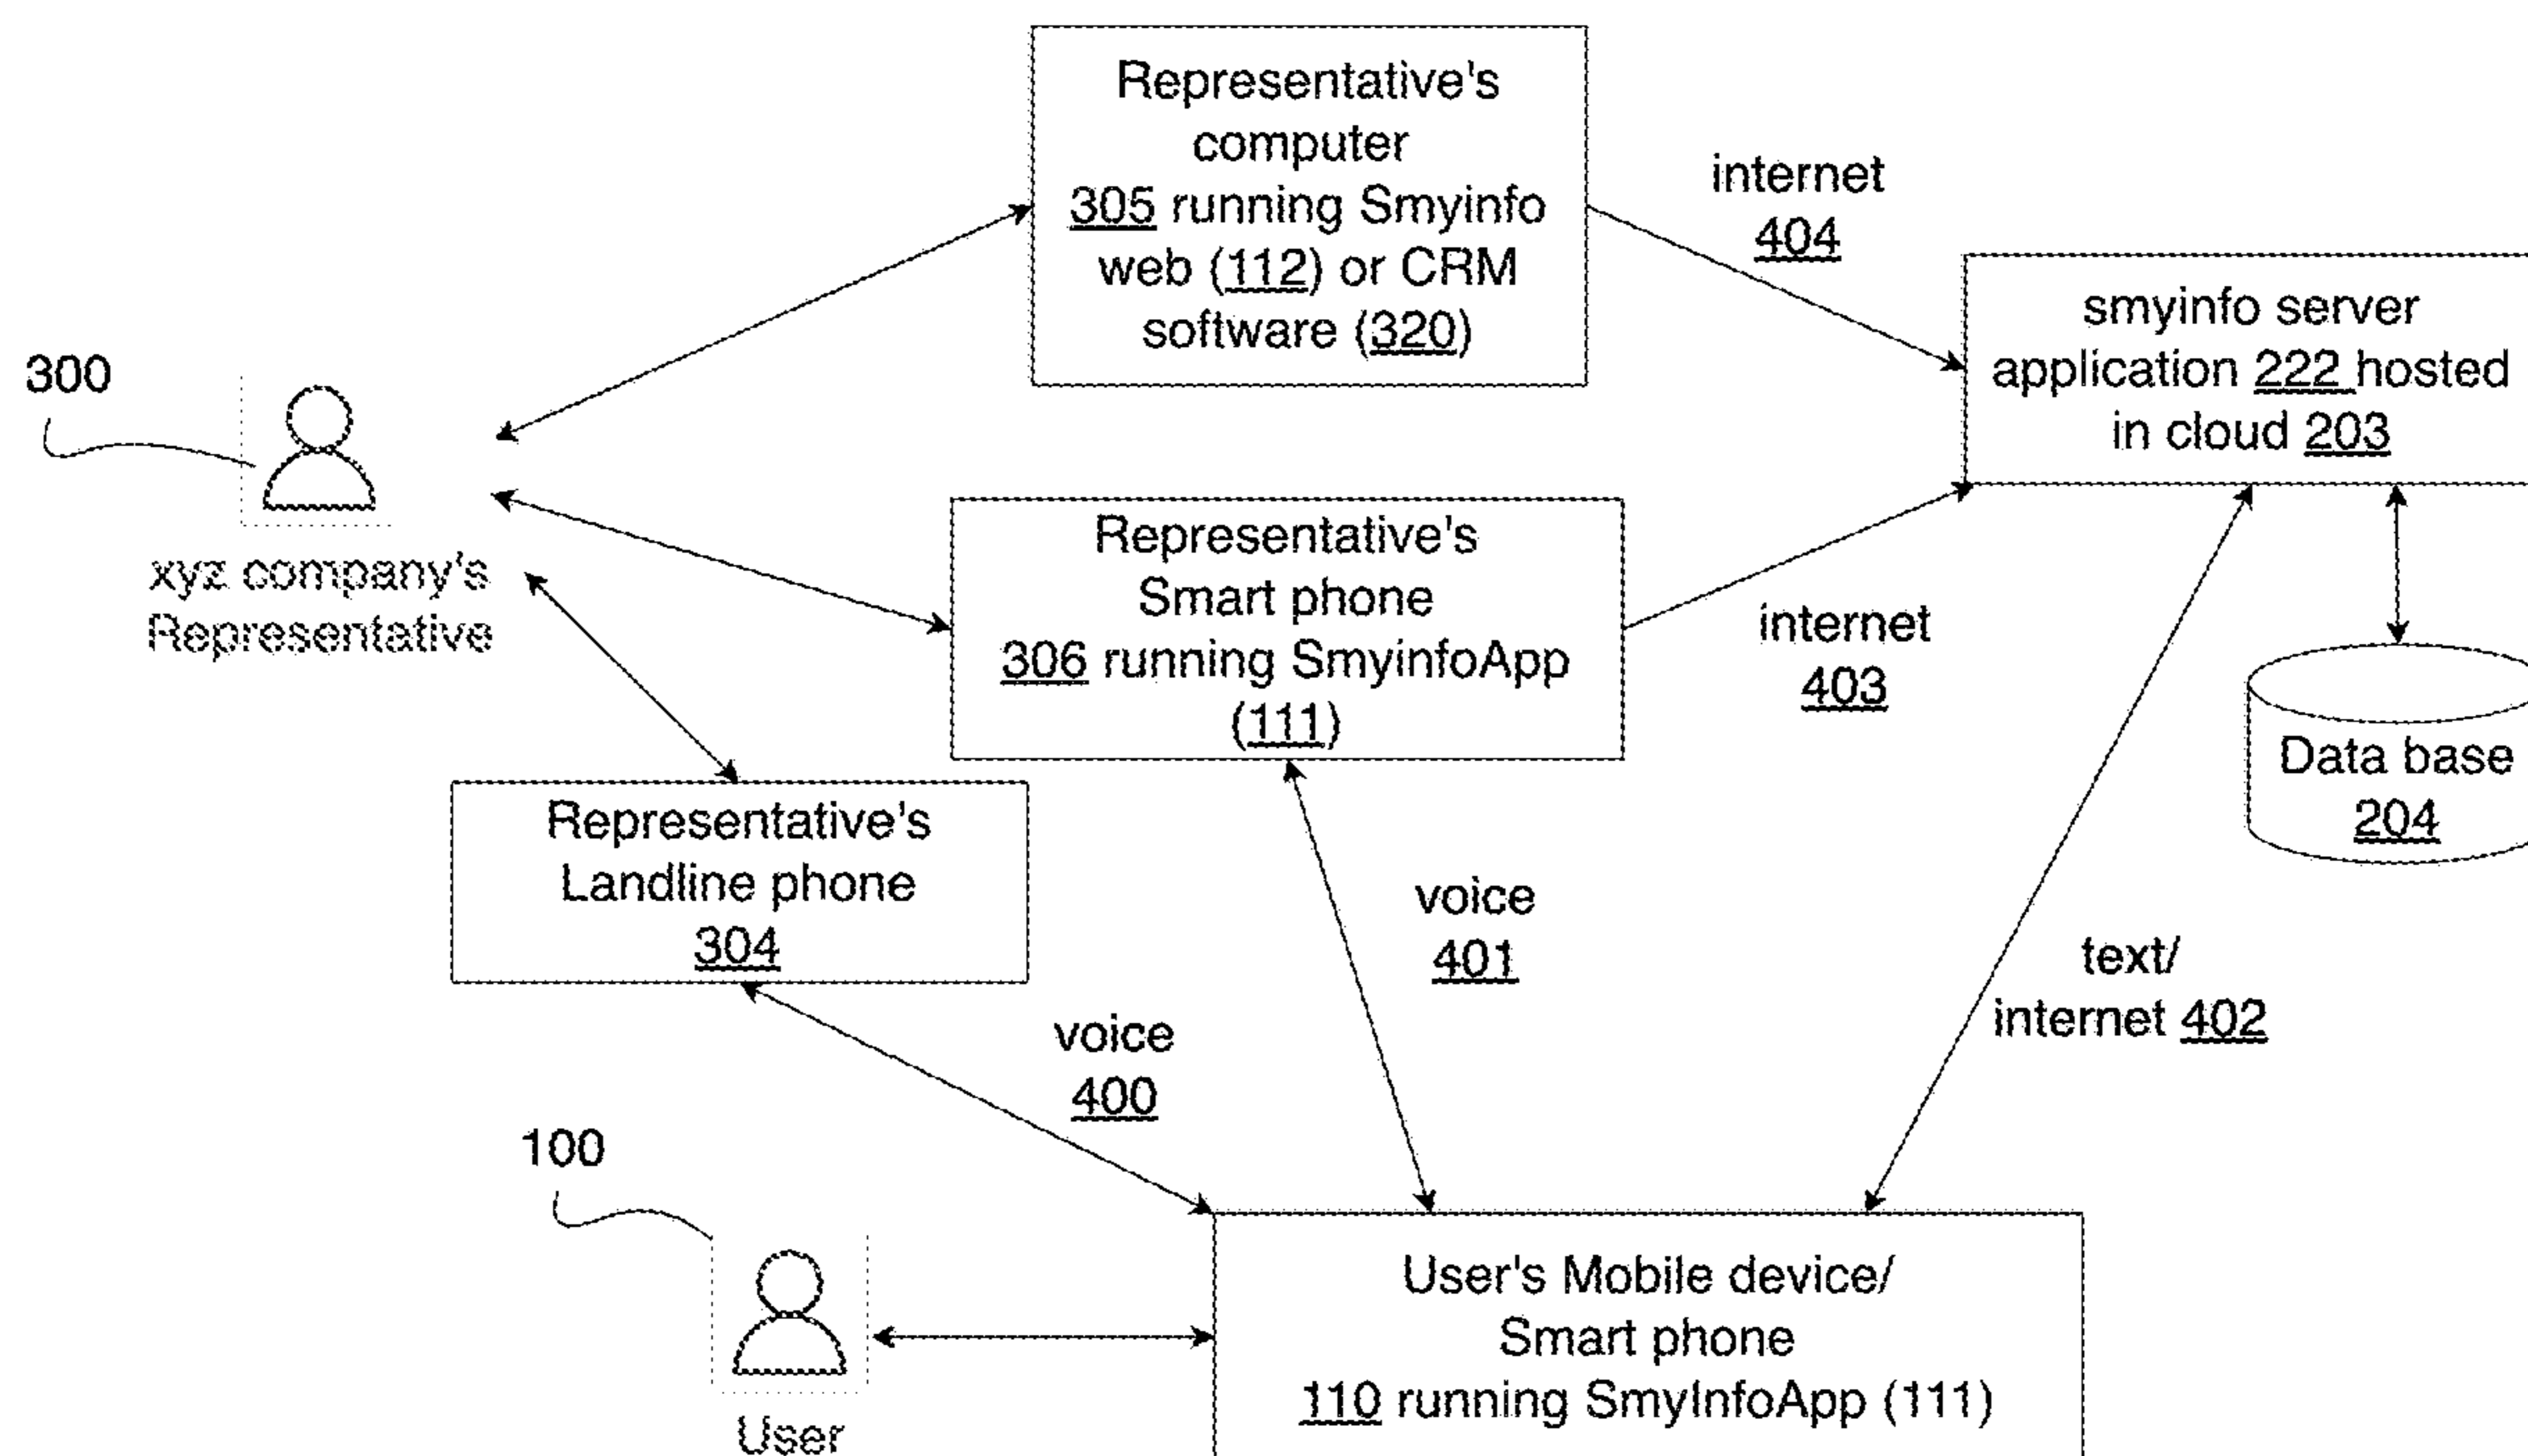 Representative's
computer
305 running Smyinfo
web (112) or CRM
software (320)
internet
404
smyinfo server
application 222 hosted
in cloud 203
300
xyz company's
Representative
Representative's
Smart phone
306 running SmyinfoApp
(111)
internet
403
Data base
204
Representative's
Landline phone
304
voice
401
text/
internet 402
voice
400
100
User
User's Mobile device/
Smart phone
110 running SmyInfoApp (111)